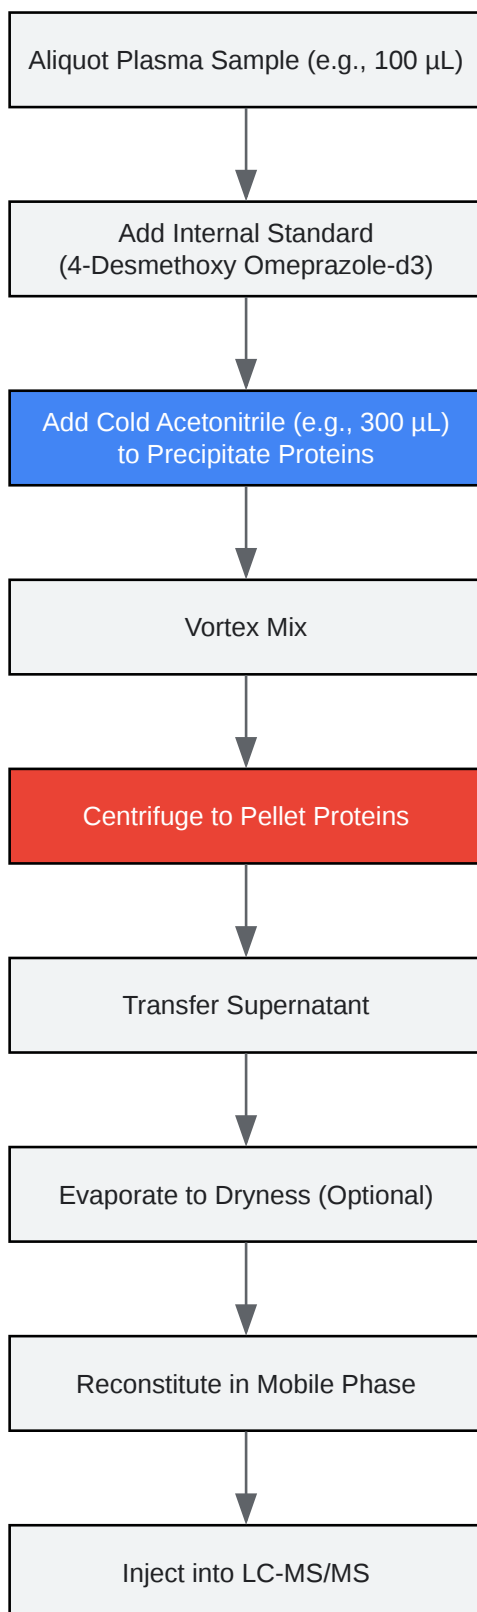 Aliquot Plasma Sample (e.g., 100 µL)
Add Internal Standard
(4-Desmethoxy Omeprazole-d3)
Add Cold Acetonitrile (e.g., 300 µL)
to Precipitate Proteins
Vortex Mix
Centrifuge to Pellet Proteins
Transfer Supernatant
Evaporate to Dryness (Optional)
Reconstitute in Mobile Phase
Inject into LC-MS/MS